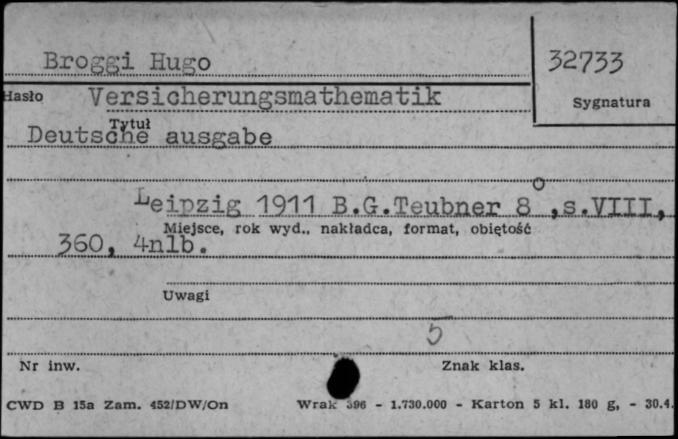 Broggi Hugo
32733
Hasło Versicherungsmathematik
Sygnatura
Tytuł
Deutsche ausgabe
Leipzig 1911 B.G.Teubner 8°,s.VIII,
Miejsce, rok wyd., nakładca, format, objętość
360, 4nlb.
Uwagi
5
Nr inw.
Znak klas.
CWD B 15a Zam. 452/DW/On Wrak 396 - 1.730.000 - Karton 5 kl. 180 g, - 30.4.